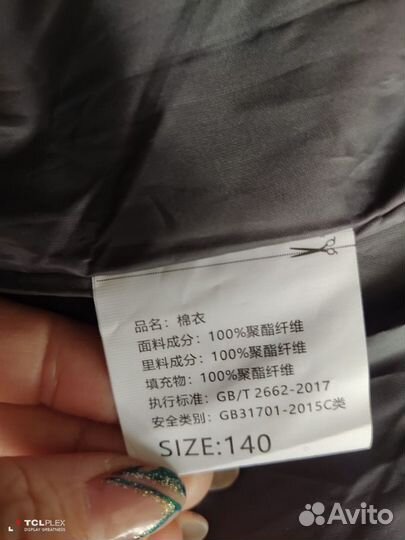 品名：棉衣
面料成分：100%聚酯纤维
里料成分：100%聚酯纤维
填充物：100%聚酯纤维
执行标准：GB/T 2662-2017
安全类别：GB31701-2015C类
SIZE:140
TCLPLEX
DISPLAY GREATNESS
Avito